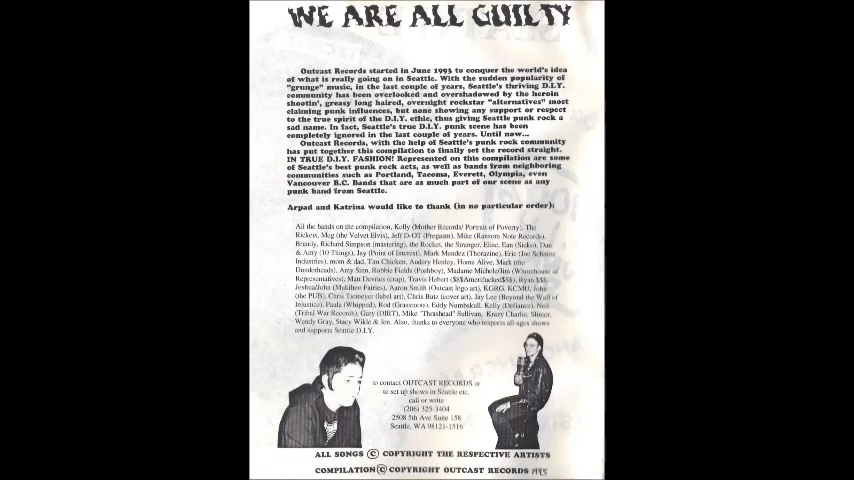 WE ARE ALL GUILTY
Outcast Records started in June 1993 to conquer the world's idea
of what is really going on in Seattle. With the sudden popularity of
"grunge" music, in the last couple of years, Seattle's thriving D.I.Y.
community has been overlooked and overshadowed by the heroin
shootin', greasy long haired, overnight rockstar "alternatives" most
claiming punk influences, but none showing any support or respect
to the true spirit of the D.I.Y. ethic, thus giving Seattle punk rock a
sad name. In fact, Seattle's true D.I.Y. punk scene has been
completely ignored in the last couple of years. Until now...
Outcast Records, with the help of Seattle's punk rock community
has put together this compilation to finally set the record straight.
IN TRUE D.I.Y. FASHION! Represented on this compilation are some
of Seattle's best punk rock acts, as well as bands from neighboring
communities such as Portland, Tacoma, Everett, Olympia, even
Vancouver B.C. Bands that are as much part of our scene as any
punk band from Seattle.
Arpad and Katrina would like to thank (in no particular order):
All the bands on the compilation, Kelly (Mother Records/ Portrait of Poverty), The
Rickets, Meg (the Velvet Elvis), Jeff D-OT (Pregasm), Mike (Ransom Note Records),
Brandy, Richard Simpson (mastering), the Rocket, the Stranger, Elise, Ean (Sicko), Dan
& Amy (10 Things), Jay (Point of Interest), Mark Mendez (Thorazine), Eric (Joe Schmoe
Industries), mom & dad, Tim Chicken, Audery Henley, Home Alive, Mark (the
Dunderheads), Amy Sinn, Robbie Fields (Poshboy), Madame Michele/Jim (Whorehouse of
Representatives), Matt Devries (crap), Travis Hebert ($$$Amerifucked$$$), Ryan $$$,
Joshua/John (Mukilteo Fairies), Aaron Smith (Outcast logo art), KGRG, KCMU, John
(the PUB), Caris Tiemeyer (label art), Chris Butz (cover art), Jay Lee (Beyond the Wall of
Injustice), Paula (Whipped), Rod (Grassroots), Eddy Numbskull, Kelly (Defiance), Neil
(Tribal War Records), Gary (DIRT), Mike "Thrashead" Sullivan, Krazy Charlie, Slimer,
Wendy Gray, Stacy Wilde & Jen. Also, thanks to everyone who respects all-ages shows
and supports Seattle D.I.Y.
to contact OUTCAST RECORDS or
to set up shows in Seattle etc.
call or write
(206) 325-3404
2508 5th Ave Suite 158
Seattle, WA 98121-1516
ALL SONGS © COPYRIGHT THE RESPECTIVE ARTISTS
COMPILATION © COPYRIGHT OUTCAST RECORDS 1995